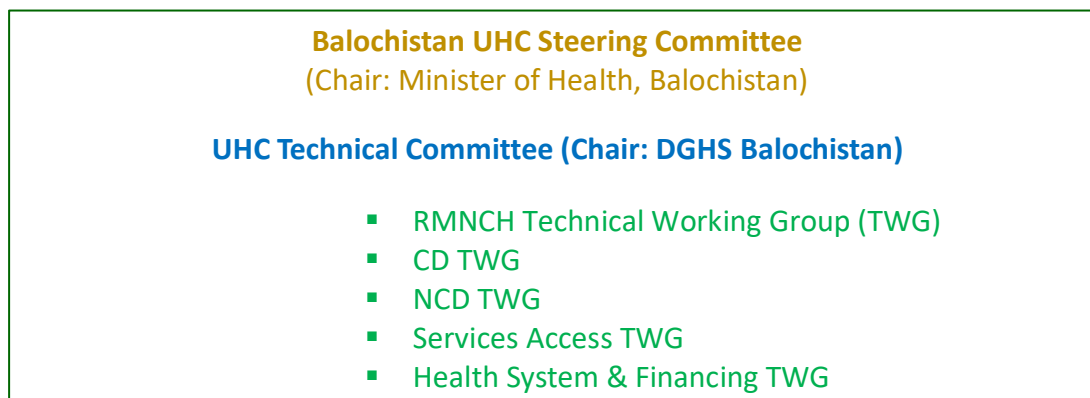 Balochistan UHC Steering Committee
(Chair: Minister of Health, Balochistan)
UHC Technical Committee (Chair: DGHS Balochistan)
▪ RMNCH Technical Working Group (TWG)
▪ CD TWG
▪ NCD TWG
▪ Services Access TWG
▪ Health System & Financing TWG